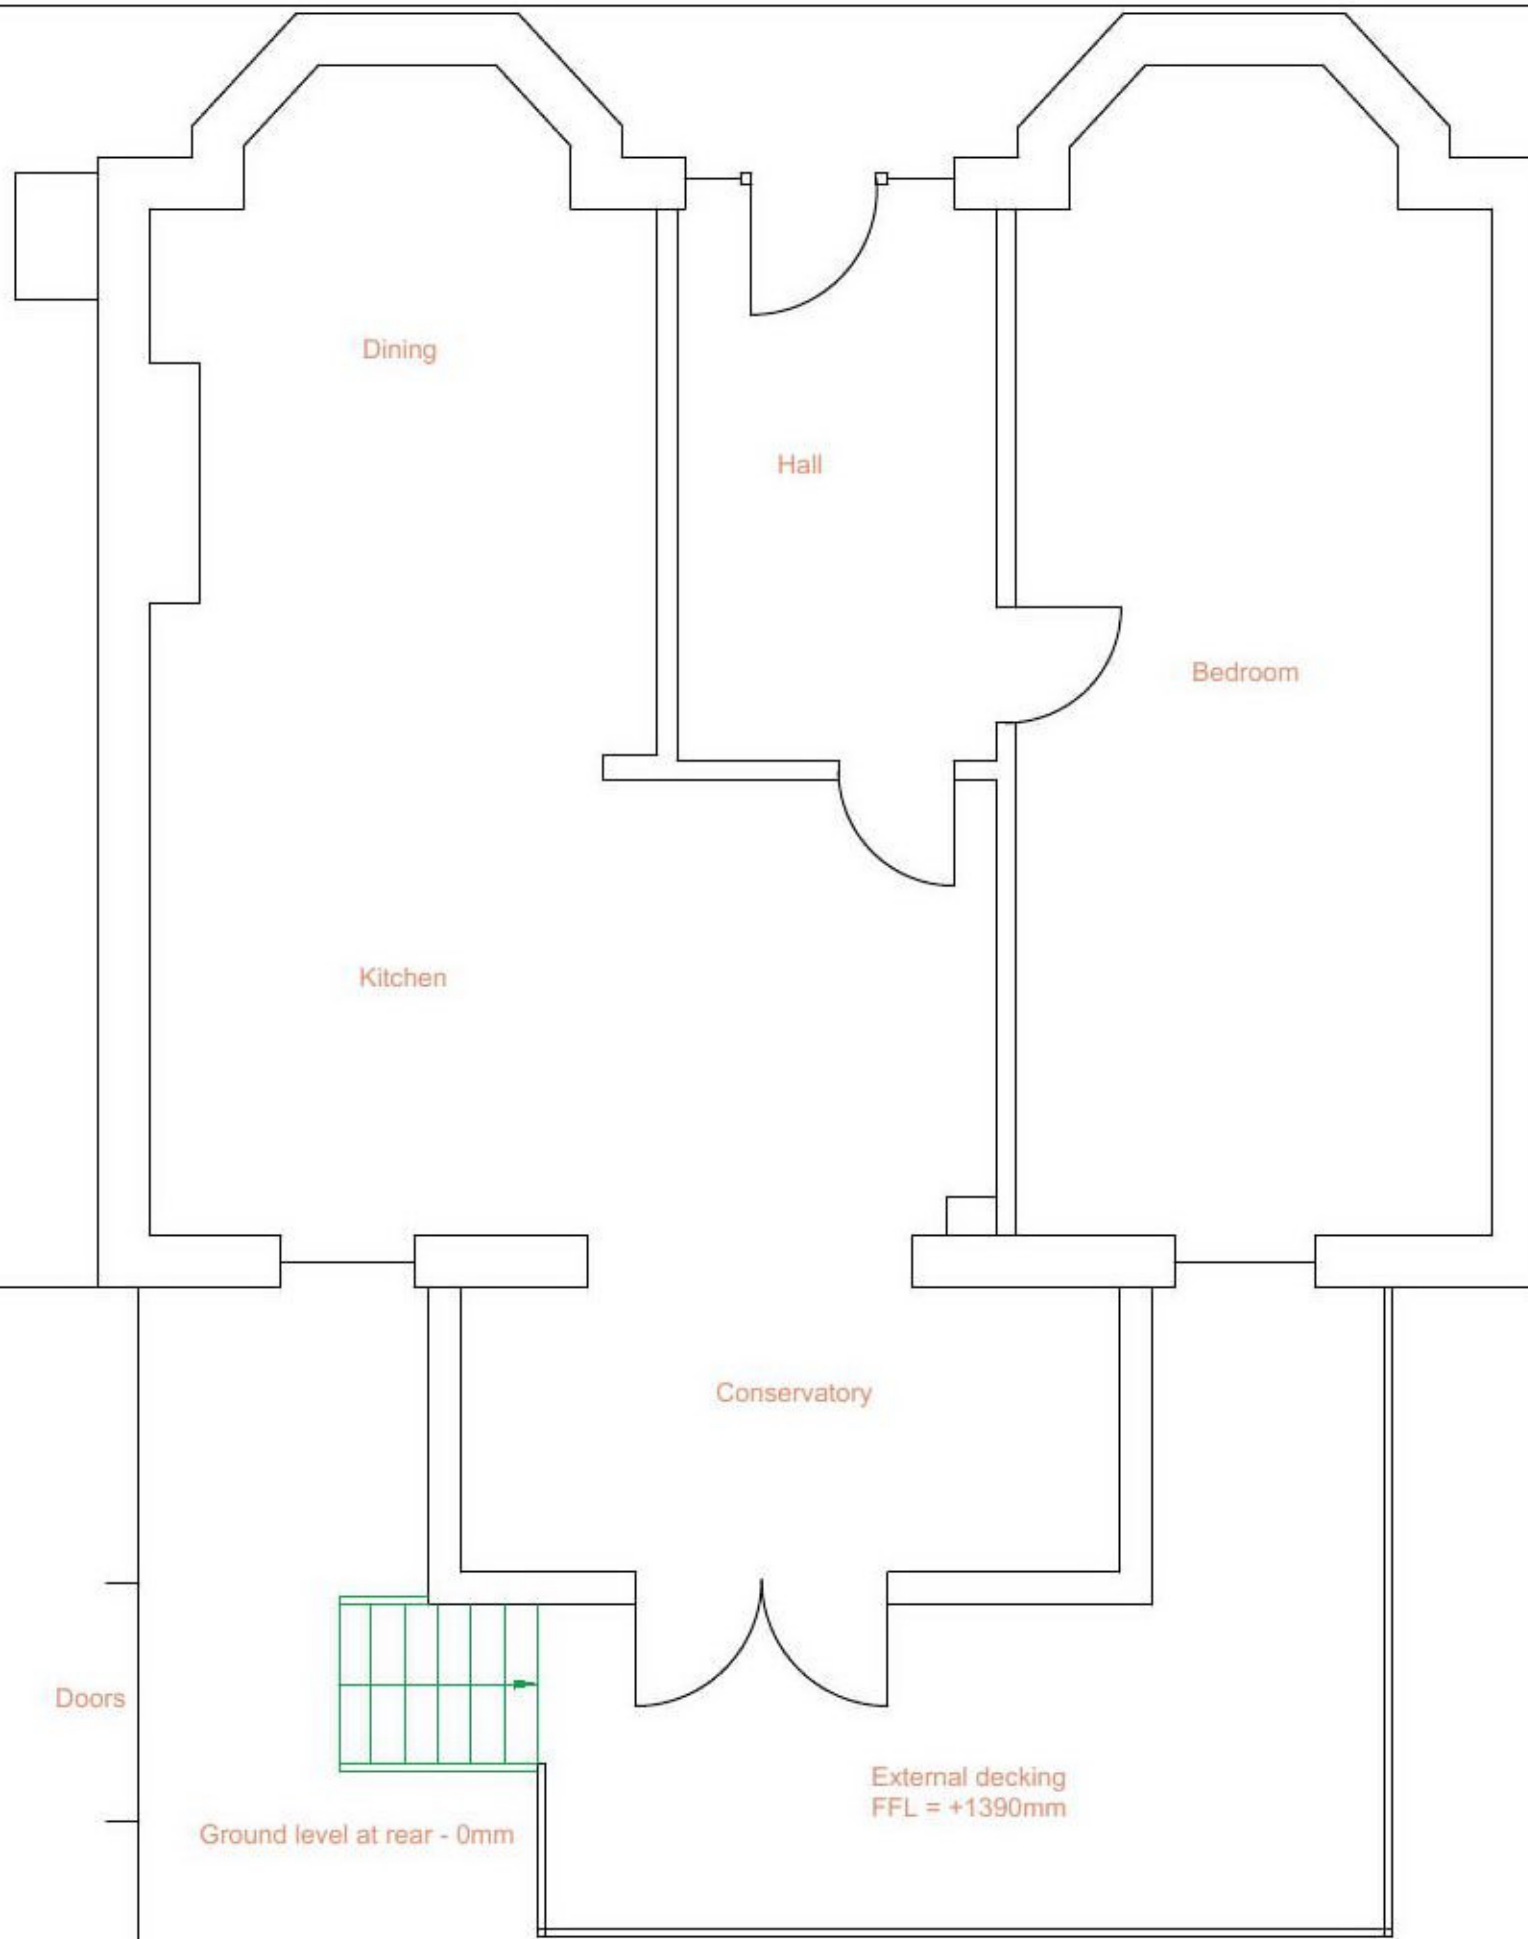 Dining
Hall
Bedroom
Kitchen
Conservatory
Doors
External decking
FFL = +1390mm
Ground level at rear - 0mm